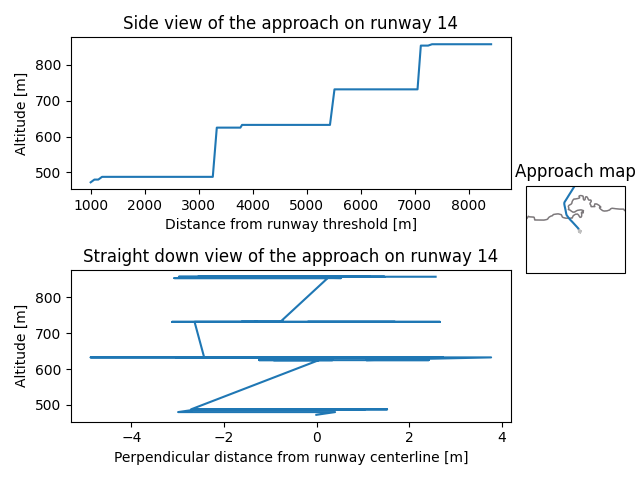 Side view of the approach on runway 14
800
700
600
500
Altitude [m]
1000 2000 3000 4000 5000 6000 7000 8000
Distance from runway threshold [m]
Approach map
Straight down view of the approach on runway 14
800
700
600
500
Altitude [m]
−4 −2 0 2 4
Perpendicular distance from runway centerline [m]